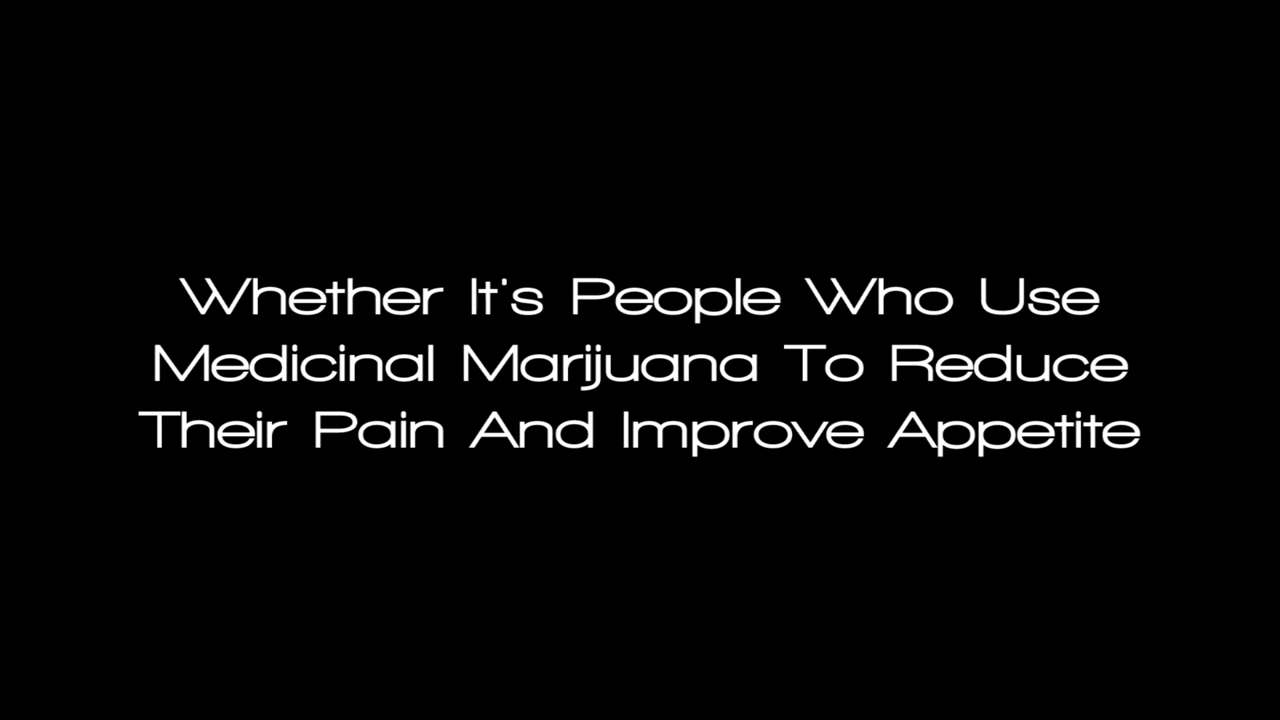 Whether It's People Who Use
Medicinal Marijuana To Reduce
Their Pain And Improve Appetite